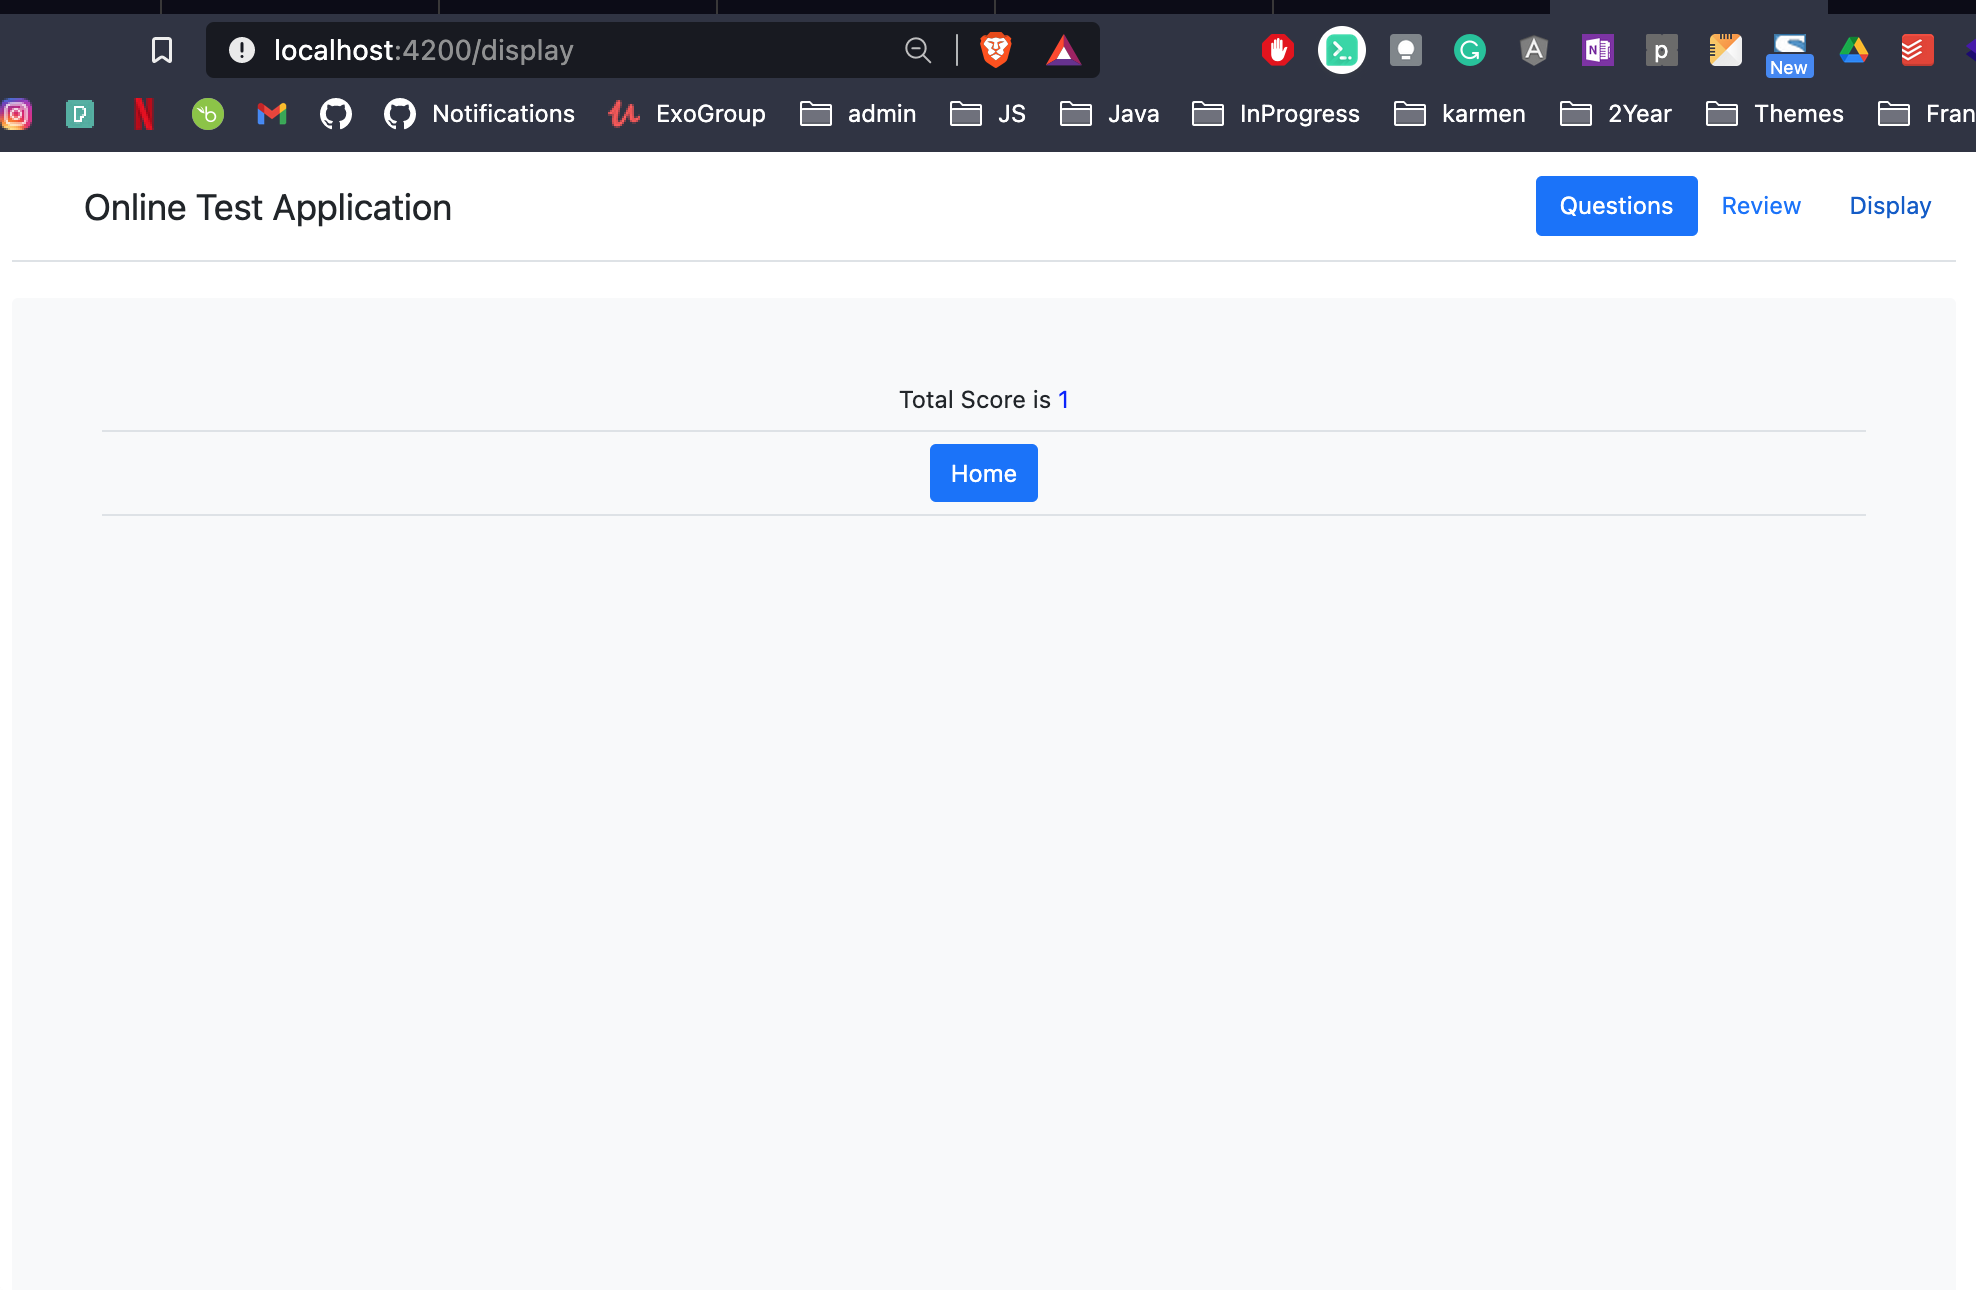 localhost:4200/display
New
Notifications ExoGroup admin JS Java InProgress karmen 2Year Themes Fran
Online Test Application
Questions Review Display
Total Score is 1
Home